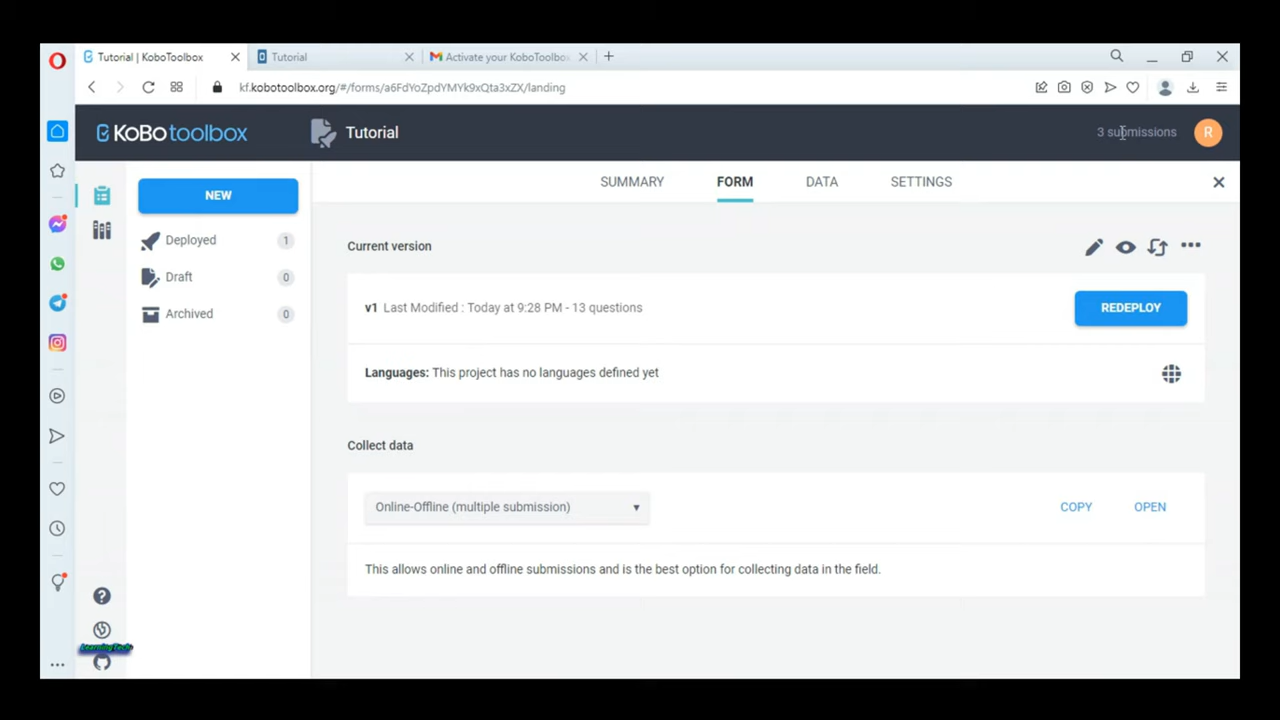 Tutorial | KoboToolbox
Tutorial
Activate your KoboToolbox
kf.kobotoolbox.org/#/forms/a6FdYoZpdYMYk9xQta3xZX/landing
KoBotoolbox
Tutorial
3 submissions
R
NEW
SUMMARY
FORM
DATA
SETTINGS
Deployed
1
Draft
0
Archived
0
Current version
v1 Last Modified : Today at 9:28 PM - 13 questions
REDEPLOY
Languages: This project has no languages defined yet
Collect data
Online-Offline (multiple submission)
COPY
OPEN
This allows online and offline submissions and is the best option for collecting data in the field.
LearningTech